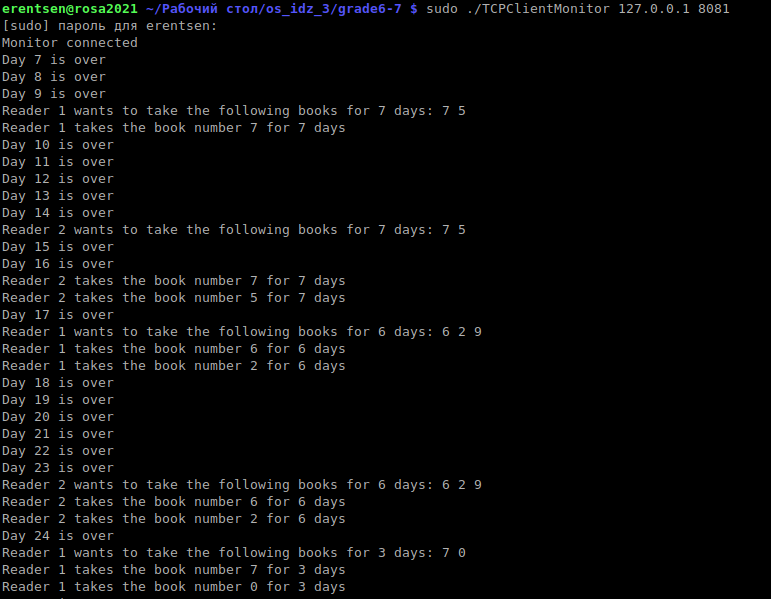 erentsen@rosa2021 ~/Рабочий стол/os_idz_3/grade6-7 $ sudo ./TCPClientMonitor 127.0.0.1 8081
[sudo] пароль для erentsen:
Monitor connected
Day 7 is over
Day 8 is over
Day 9 is over
Reader 1 wants to take the following books for 7 days: 7 5
Reader 1 takes the book number 7 for 7 days
Day 10 is over
Day 11 is over
Day 12 is over
Day 13 is over
Day 14 is over
Reader 2 wants to take the following books for 7 days: 7 5
Day 15 is over
Day 16 is over
Reader 2 takes the book number 7 for 7 days
Reader 2 takes the book number 5 for 7 days
Day 17 is over
Reader 1 wants to take the following books for 6 days: 6 2 9
Reader 1 takes the book number 6 for 6 days
Reader 1 takes the book number 2 for 6 days
Day 18 is over
Day 19 is over
Day 20 is over
Day 21 is over
Day 22 is over
Day 23 is over
Reader 2 wants to take the following books for 6 days: 6 2 9
Reader 2 takes the book number 6 for 6 days
Reader 2 takes the book number 2 for 6 days
Day 24 is over
Reader 1 wants to take the following books for 3 days: 7 0
Reader 1 takes the book number 7 for 3 days
Reader 1 takes the book number 0 for 3 days